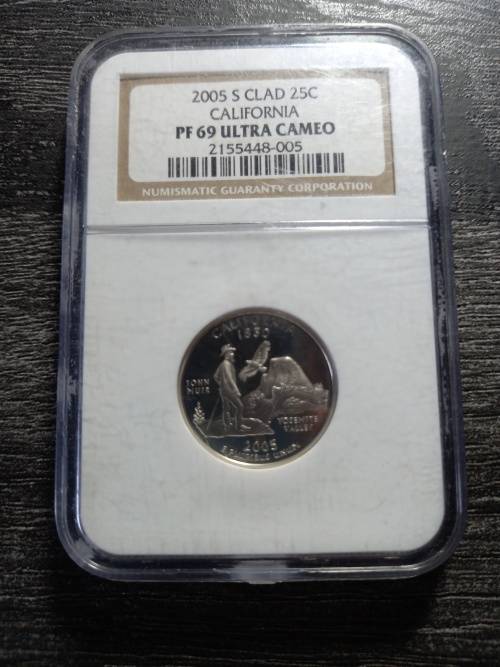 2005 S CLAD 25C
CALIFORNIA
PF 69 ULTRA CAMEO
2155448-005
NUMISMATIC GUARANTY CORPORATION
CALIFORNIA
1850
JOHN
MUIR
YOSEMITE
VALLEY
2005
E PLURIBUS UNUM